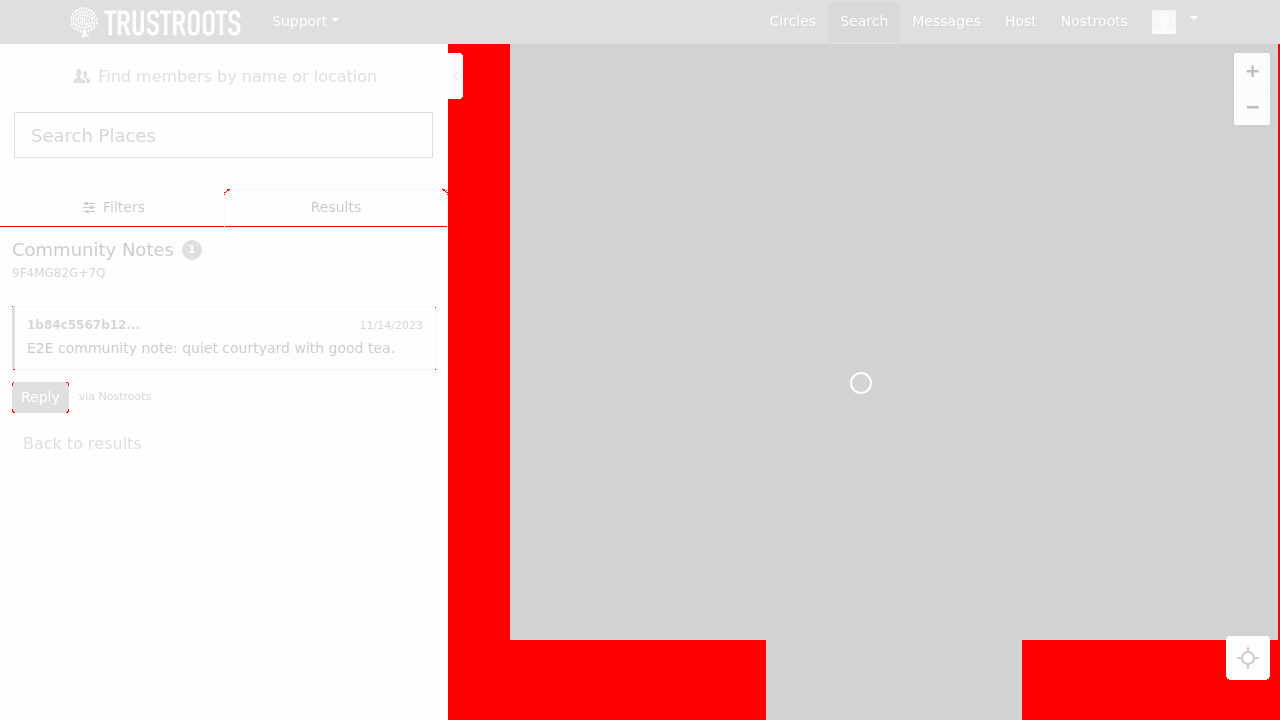 TRUSTROOTS
Support
Circles
Search
Messages
Host
Nostroots
Find members by name or location
Search Places
Filters
Results
Community Notes 1
9F4MG82G+7Q
1b84c5567b12...
11/14/2023
E2E community note: quiet courtyard with good tea.
Reply
via Nostroots
Back to results
+
−